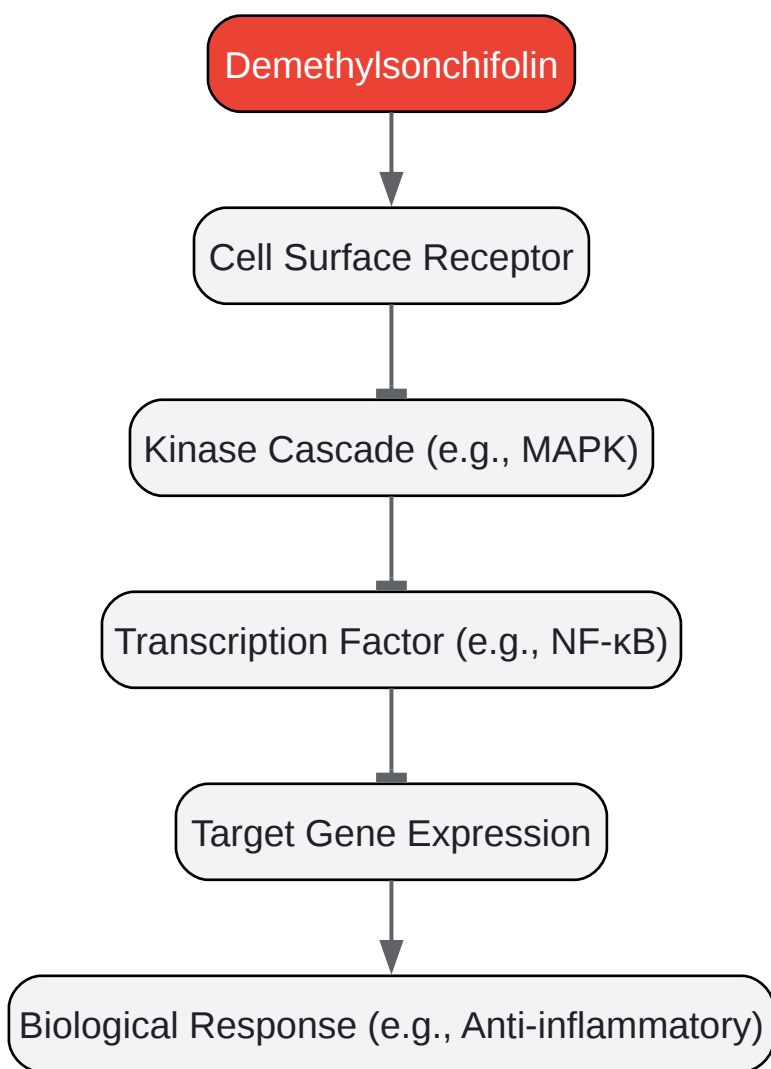 Demethylsonchifolin
Cell Surface Receptor
Kinase Cascade (e.g., MAPK)
Transcription Factor (e.g., NF-κB)
Target Gene Expression
Biological Response (e.g., Anti-inflammatory)